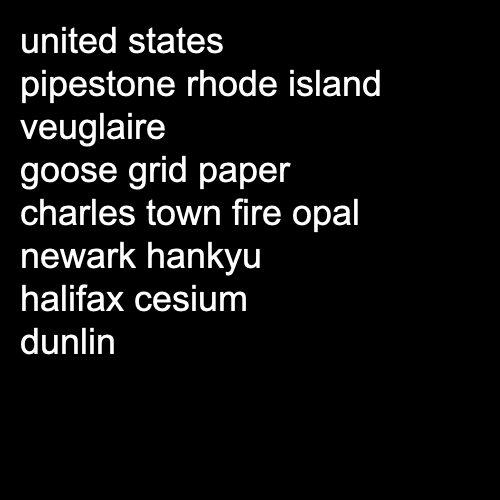 united states
pipestone rhode island
veuglaire
goose grid paper
charles town fire opal
newark hankyu
halifax cesium
dunlin